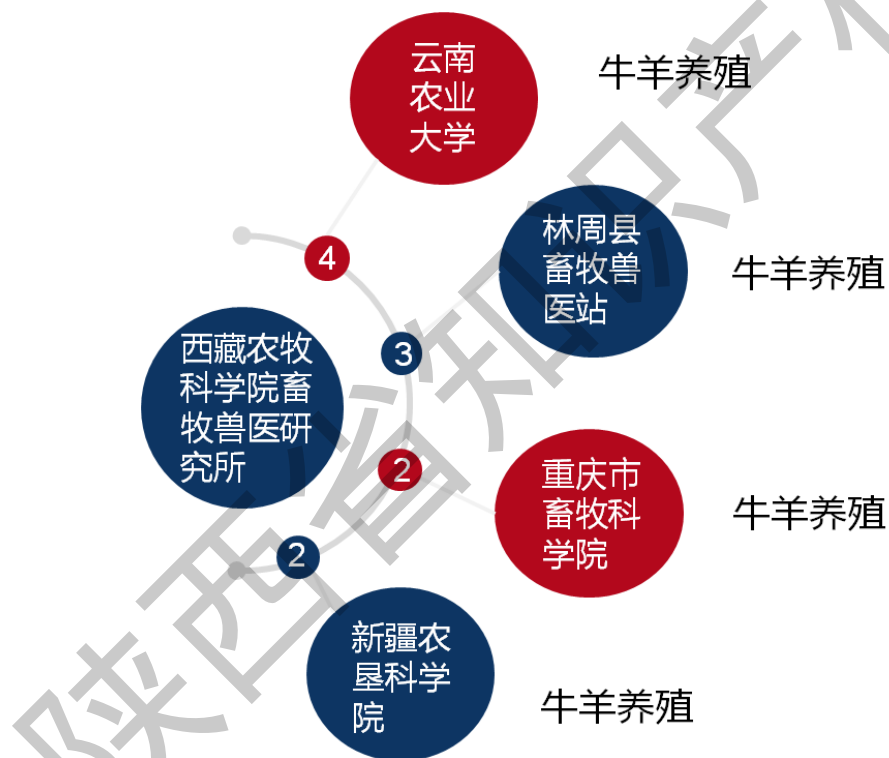 云南
农业
大学
牛羊养殖
4
林周县
畜牧兽
医站
牛羊养殖
3
西藏农牧
科学院畜
牧兽医研
究所
2
重庆市
畜牧科
学院
牛羊养殖
2
新疆农
垦科学
院
牛羊养殖
陕西省知识产权